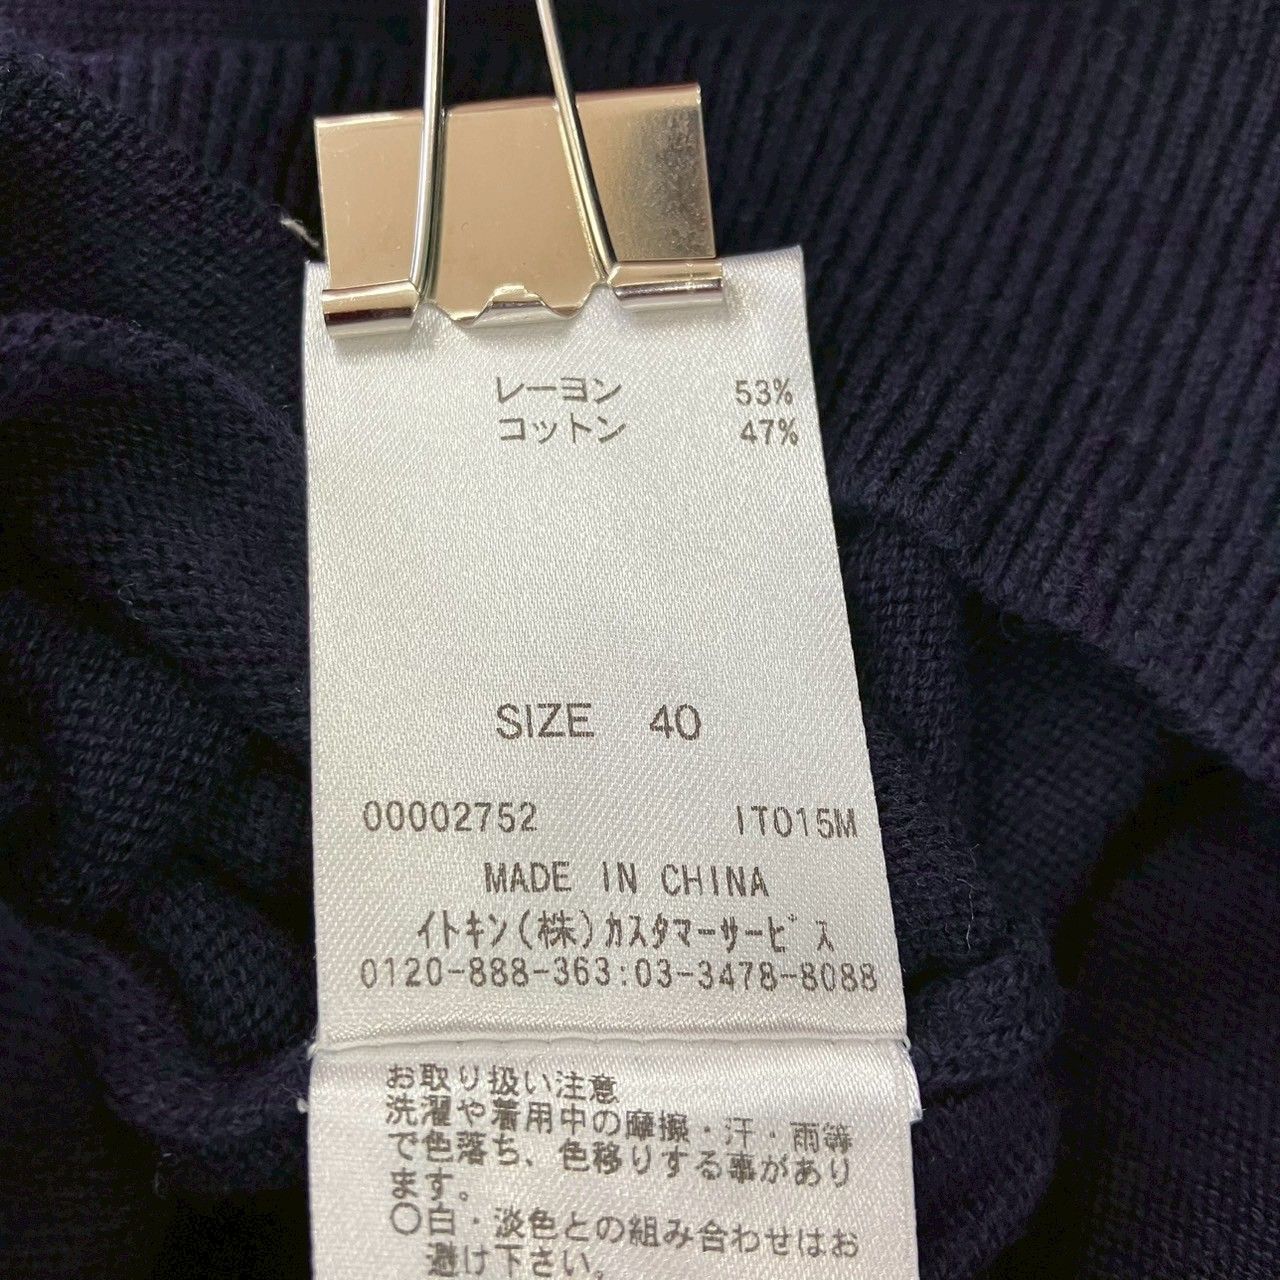 レーヨン 53%
コットン 47%
SIZE 40
00002752 IT015M
MADE IN CHINA
イトキン(株)カスタマーサービス
0120-888-363:03-3478-8088
お取り扱い注意
洗濯や着用中の摩擦・汗・雨等
で色落ち、色移りする事があり
ます。
○白・淡色との組み合わせはお
避け下さい。